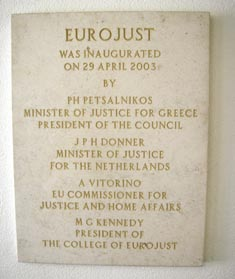 EUROJUST
WAS INAUGURATED
ON 29 APRIL 2003
BY
PH PETSALNIKOS
MINISTER OF JUSTICE FOR GREECE
PRESIDENT OF THE COUNCIL
J P H DONNER
MINISTER OF JUSTICE
FOR THE NETHERLANDS
A VITORINO
EU COMMISSIONER FOR
JUSTICE AND HOME AFFAIRS
M G KENNEDY
PRESIDENT OF
THE COLLEGE OF EUROJUST